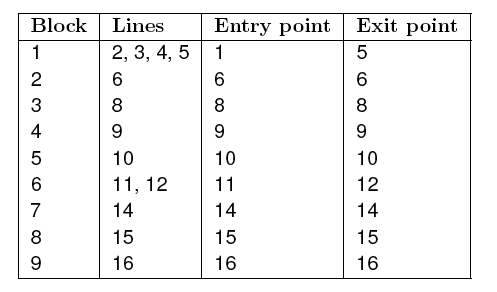 Block Lines Entry point Exit point
1 2, 3, 4, 5 1 5
2 6 6 6
3 8 8 8
4 9 9 9
5 10 10 10
6 11, 12 11 12
7 14 14 14
8 15 15 15
9 16 16 16